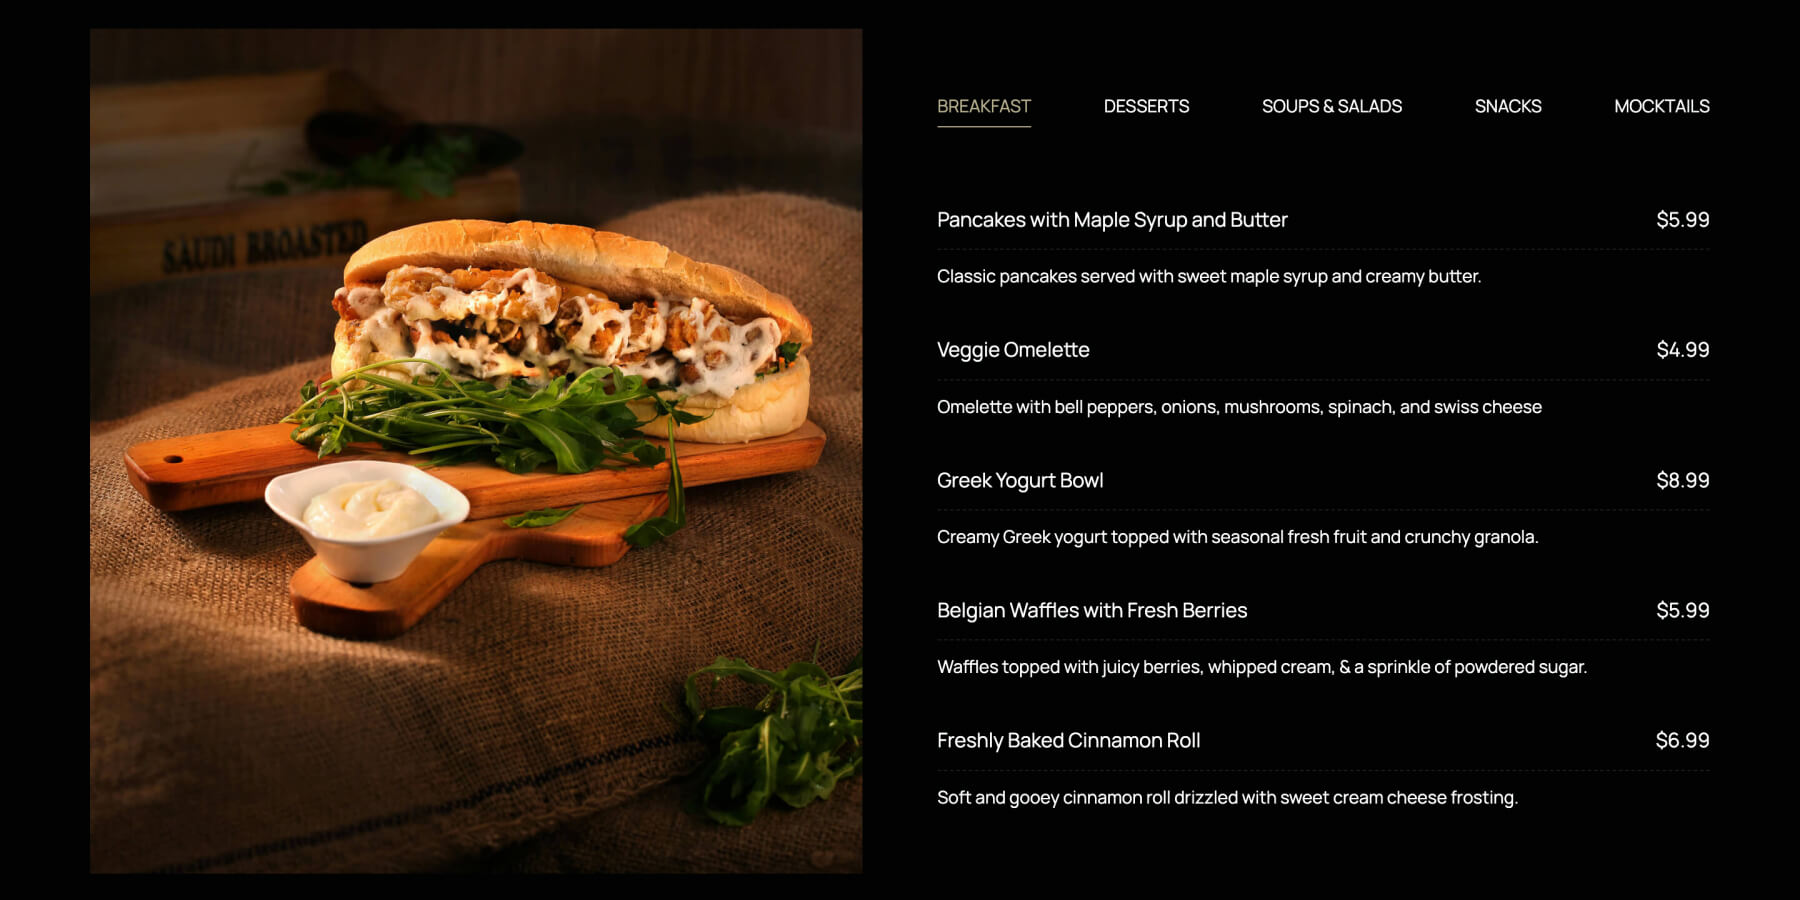 SAUDI BROASTED
BREAKFAST DESSERTS SOUPS & SALADS SNACKS MOCKTAILS
Pancakes with Maple Syrup and Butter $5.99
Classic pancakes served with sweet maple syrup and creamy butter.
Veggie Omelette $4.99
Omelette with bell peppers, onions, mushrooms, spinach, and swiss cheese
Greek Yogurt Bowl $8.99
Creamy Greek yogurt topped with seasonal fresh fruit and crunchy granola.
Belgian Waffles with Fresh Berries $5.99
Waffles topped with juicy berries, whipped cream, & a sprinkle of powdered sugar.
Freshly Baked Cinnamon Roll $6.99
Soft and gooey cinnamon roll drizzled with sweet cream cheese frosting.